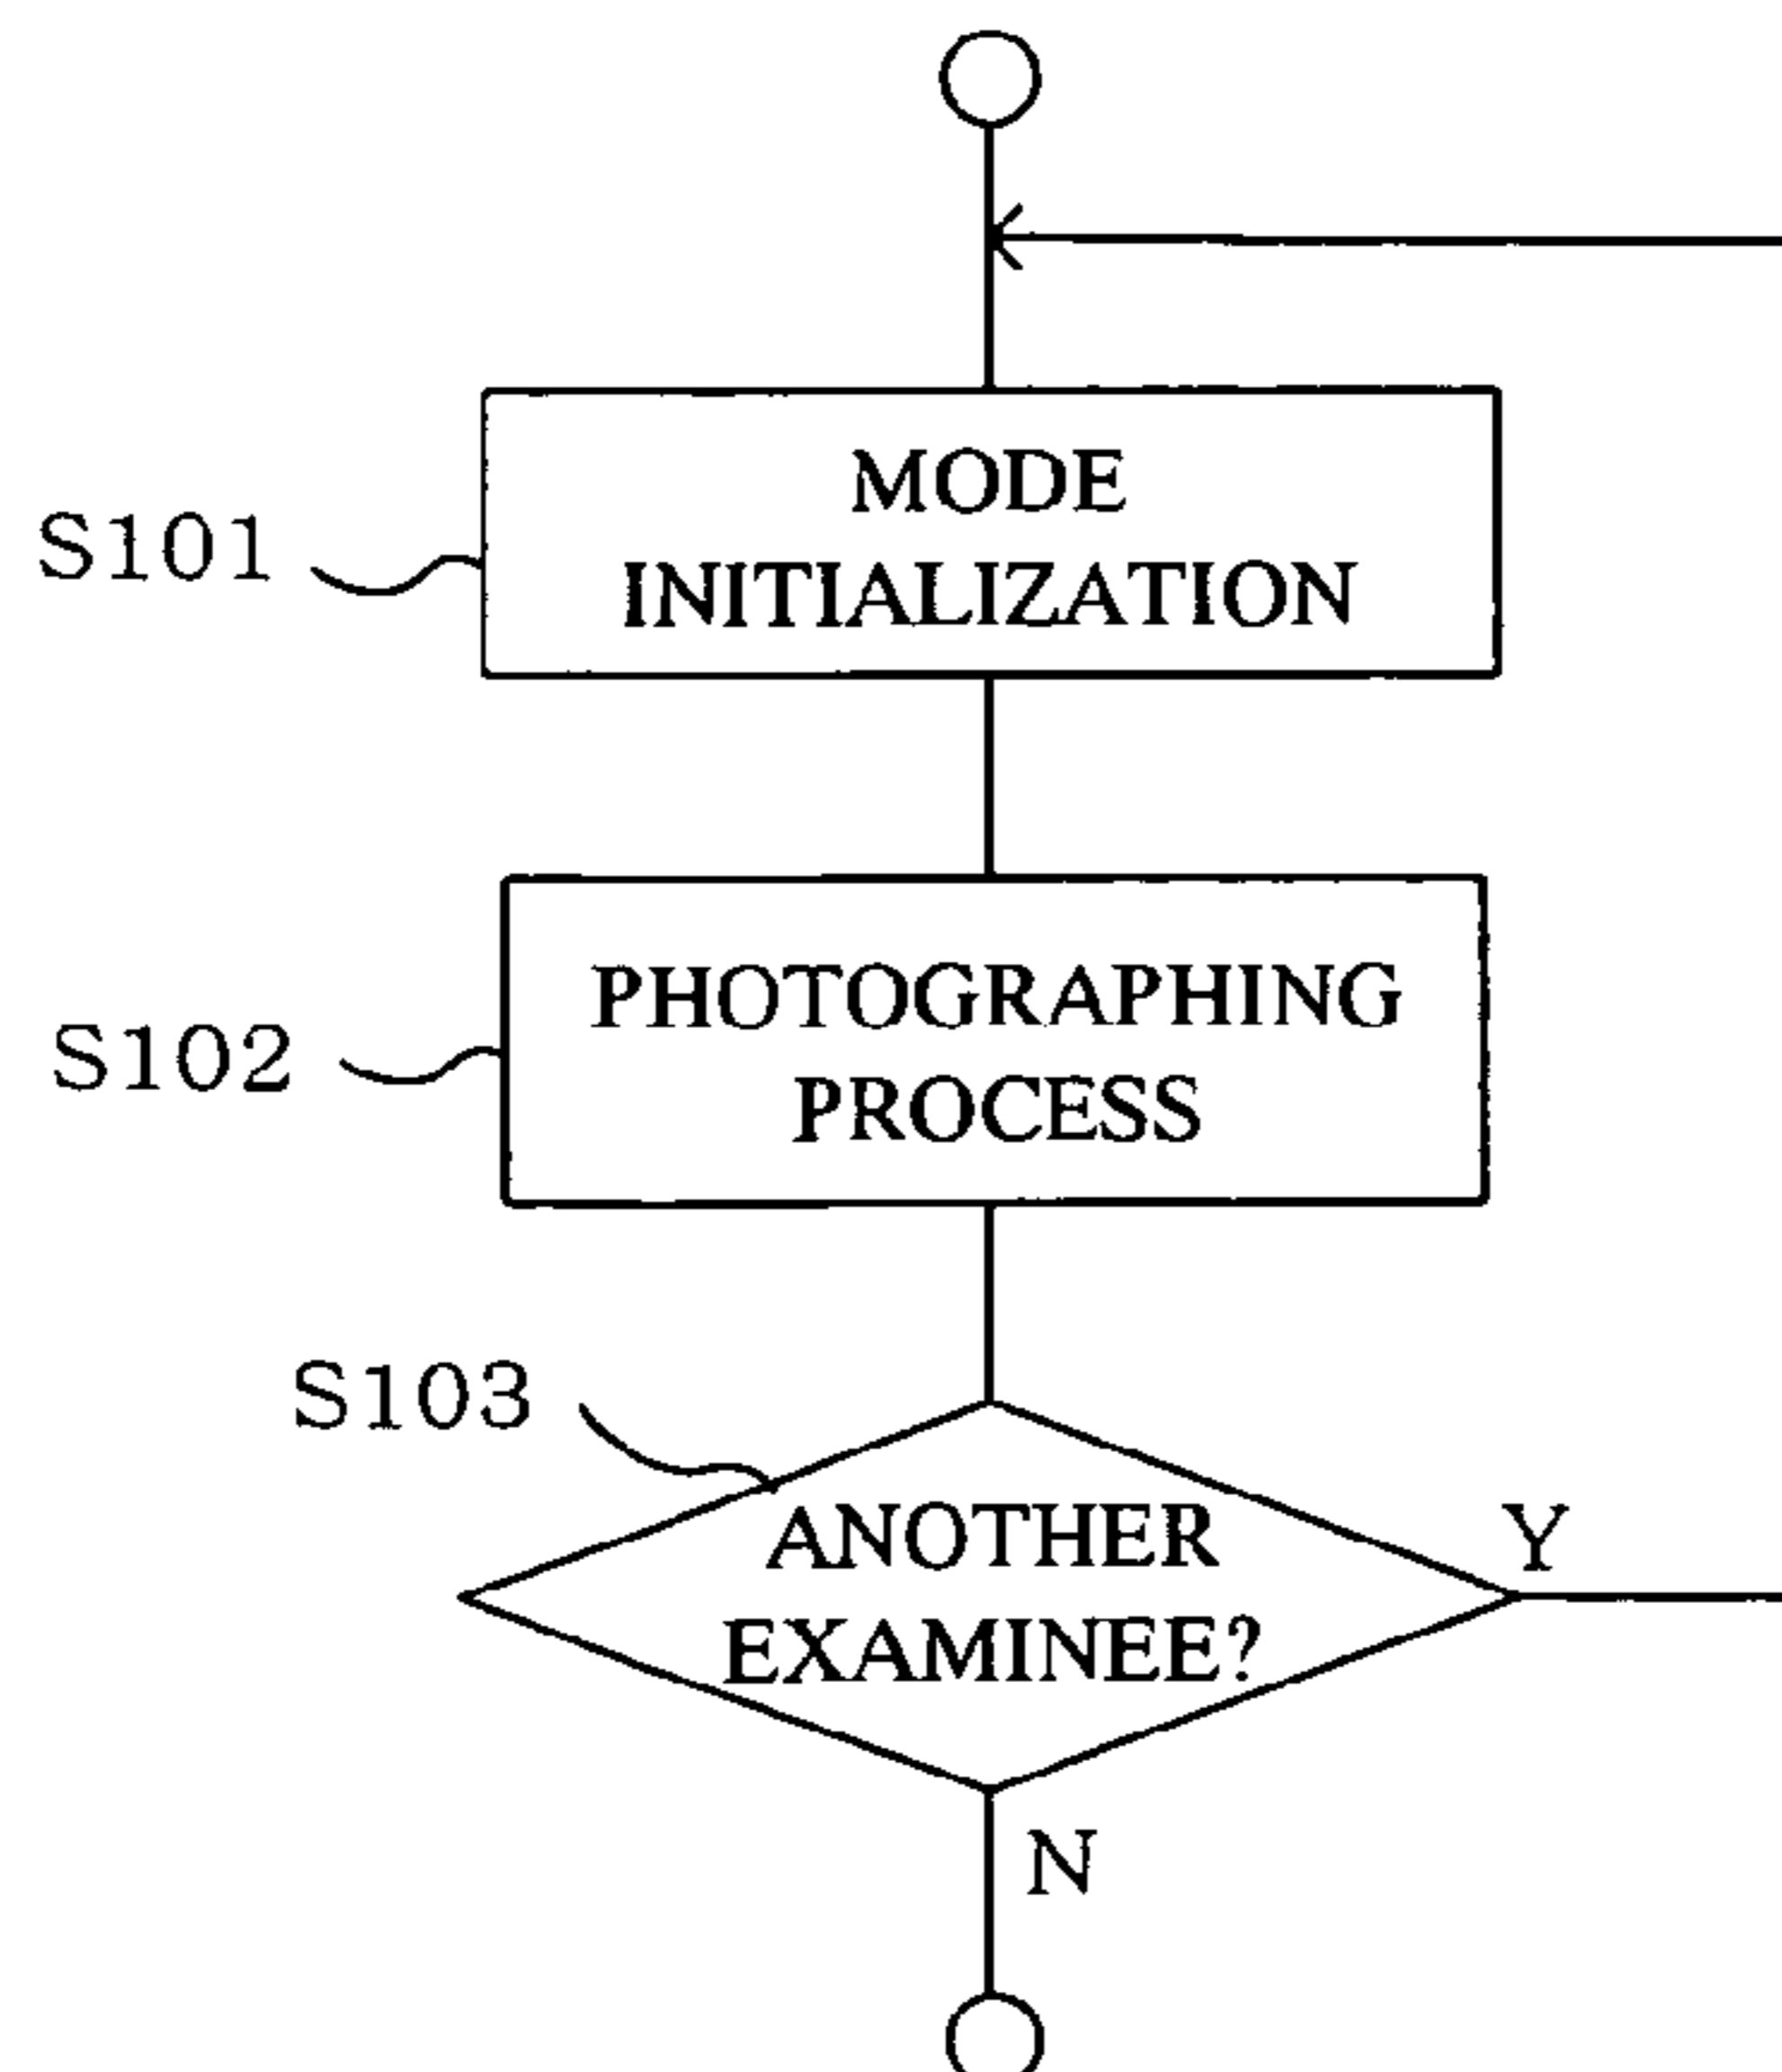 MODE
INITIALIZATION
S101
PHOTOGRAPHING
PROCESS
S102
S103
ANOTHER
EXAMINEE?
Y
N